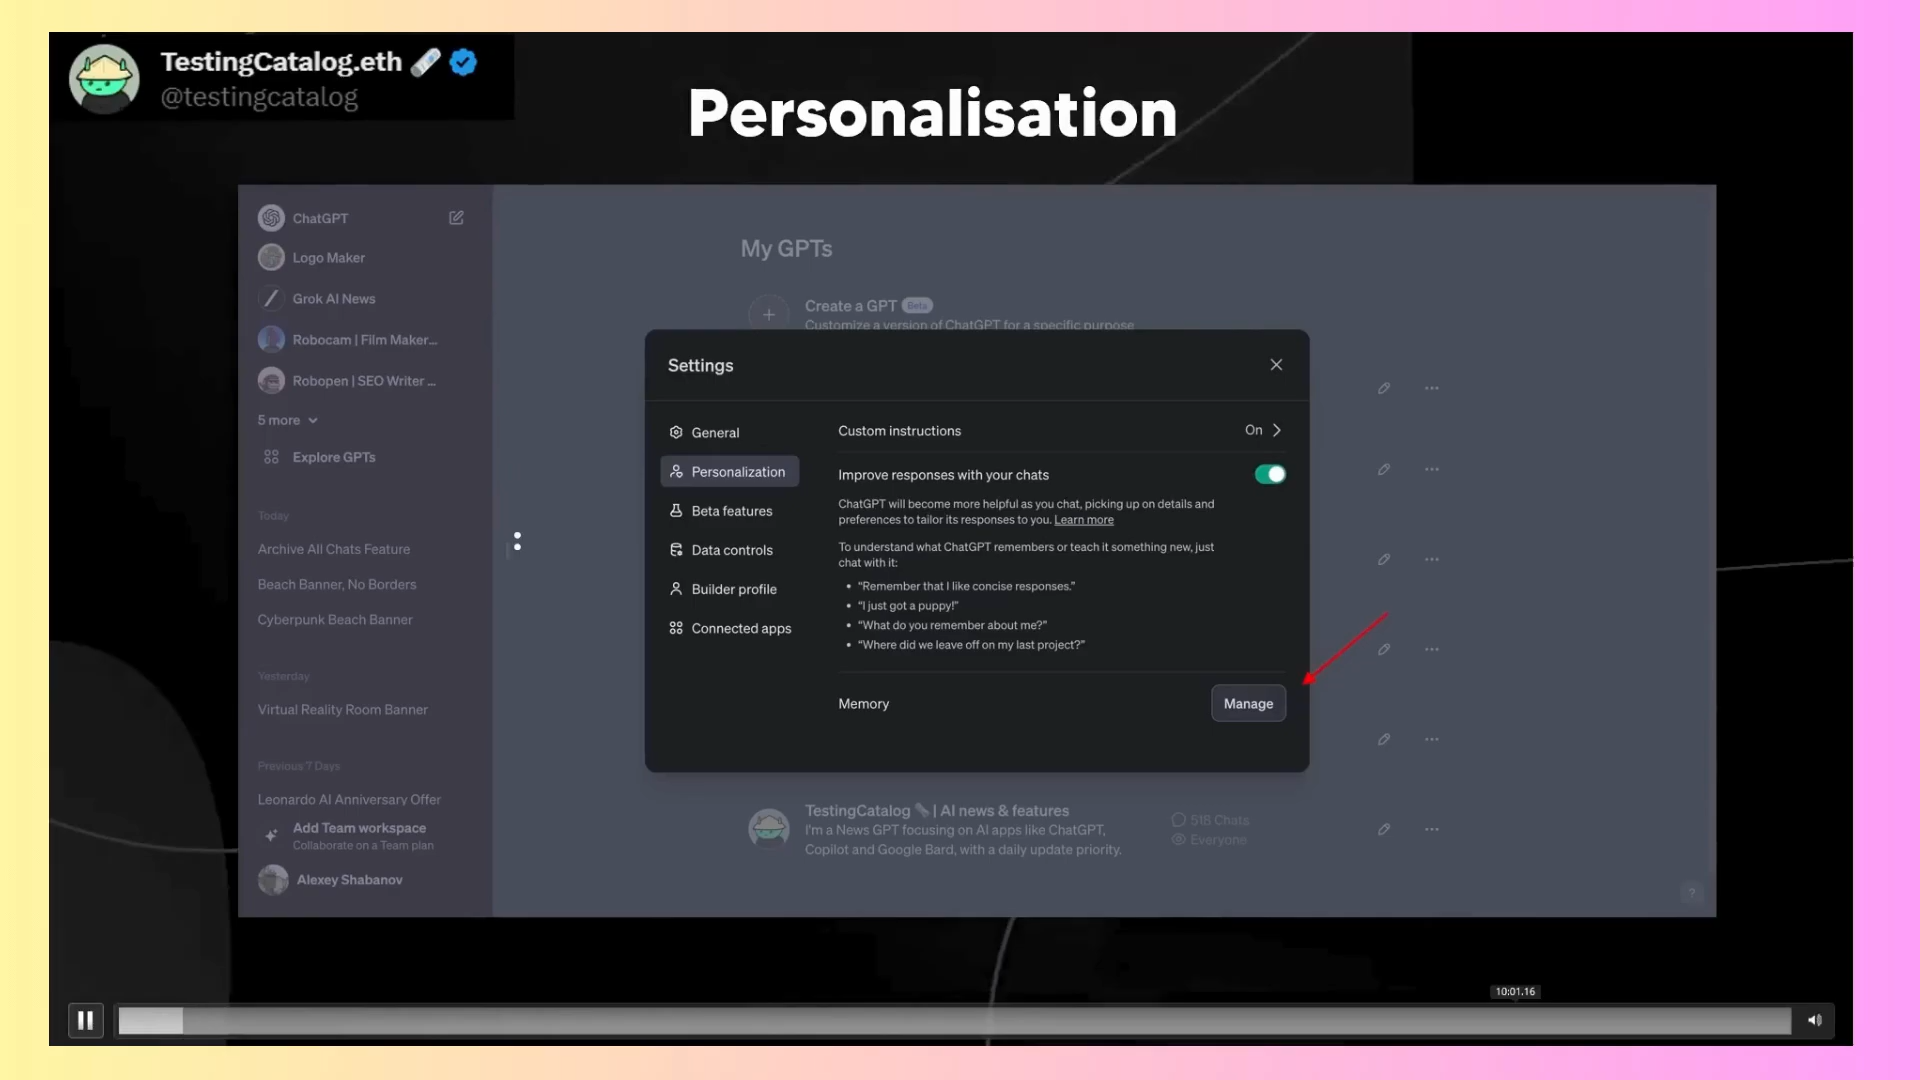 TestingCatalog.eth
@testingcatalog
Personalisation
ChatGPT
Logo Maker
Grok AI News
Robocam | Film Maker...
Robopen | SEO Writer ...
5 more
Explore GPTs
Today
Archive All Chats Feature
Beach Banner, No Borders
Cyberpunk Beach Banner
Yesterday
Virtual Reality Room Banner
Previous 7 Days
Leonardo AI Anniversary Offer
Add Team workspace
Collaborate on a Team plan
Alexey Shabanov
My GPTs
Create a GPT Beta
Customize a version of ChatGPT for a specific purpose
Settings
General
Personalization
Beta features
Data controls
Builder profile
Connected apps
Custom instructions On
Improve responses with your chats
ChatGPT will become more helpful as you chat, picking up on details and
preferences to tailor its responses to you. Learn more
To understand what ChatGPT remembers or teach it something new, just
chat with it:
• “Remember that I like concise responses.”
• “I just got a puppy!”
• “What do you remember about me?”
• “Where did we leave off on my last project?”
Memory Manage
TestingCatalog | AI news & features
I'm a News GPT focusing on AI apps like ChatGPT,
Copilot and Google Bard, with a daily update priority.
518 Chats
Everyone
?
10:01.16